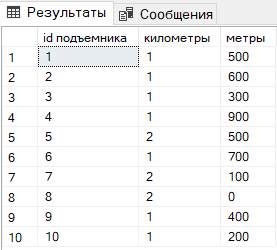 Результаты Сообщения
id подъемника километры метры
1 1 1 500
2 2 1 600
3 3 1 300
4 4 1 900
5 5 2 500
6 6 1 700
7 7 2 100
8 8 2 0
9 9 1 400
10 10 1 200